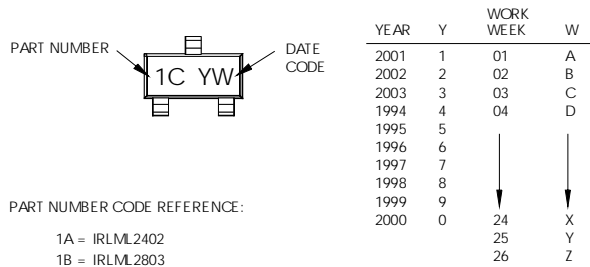 PART NUMBER
DATE CODE
1C YW
PART NUMBER CODE REFERENCE:
1A = IRLML2402
1B = IRLML2803
YEAR Y WORK WEEK W
2001 1 01 A
2002 2 02 B
2003 3 03 C
1994 4 04 D
1995 5
1996 6
1997 7
1998 8
1999 9
2000 0 24 X
25 Y
26 Z